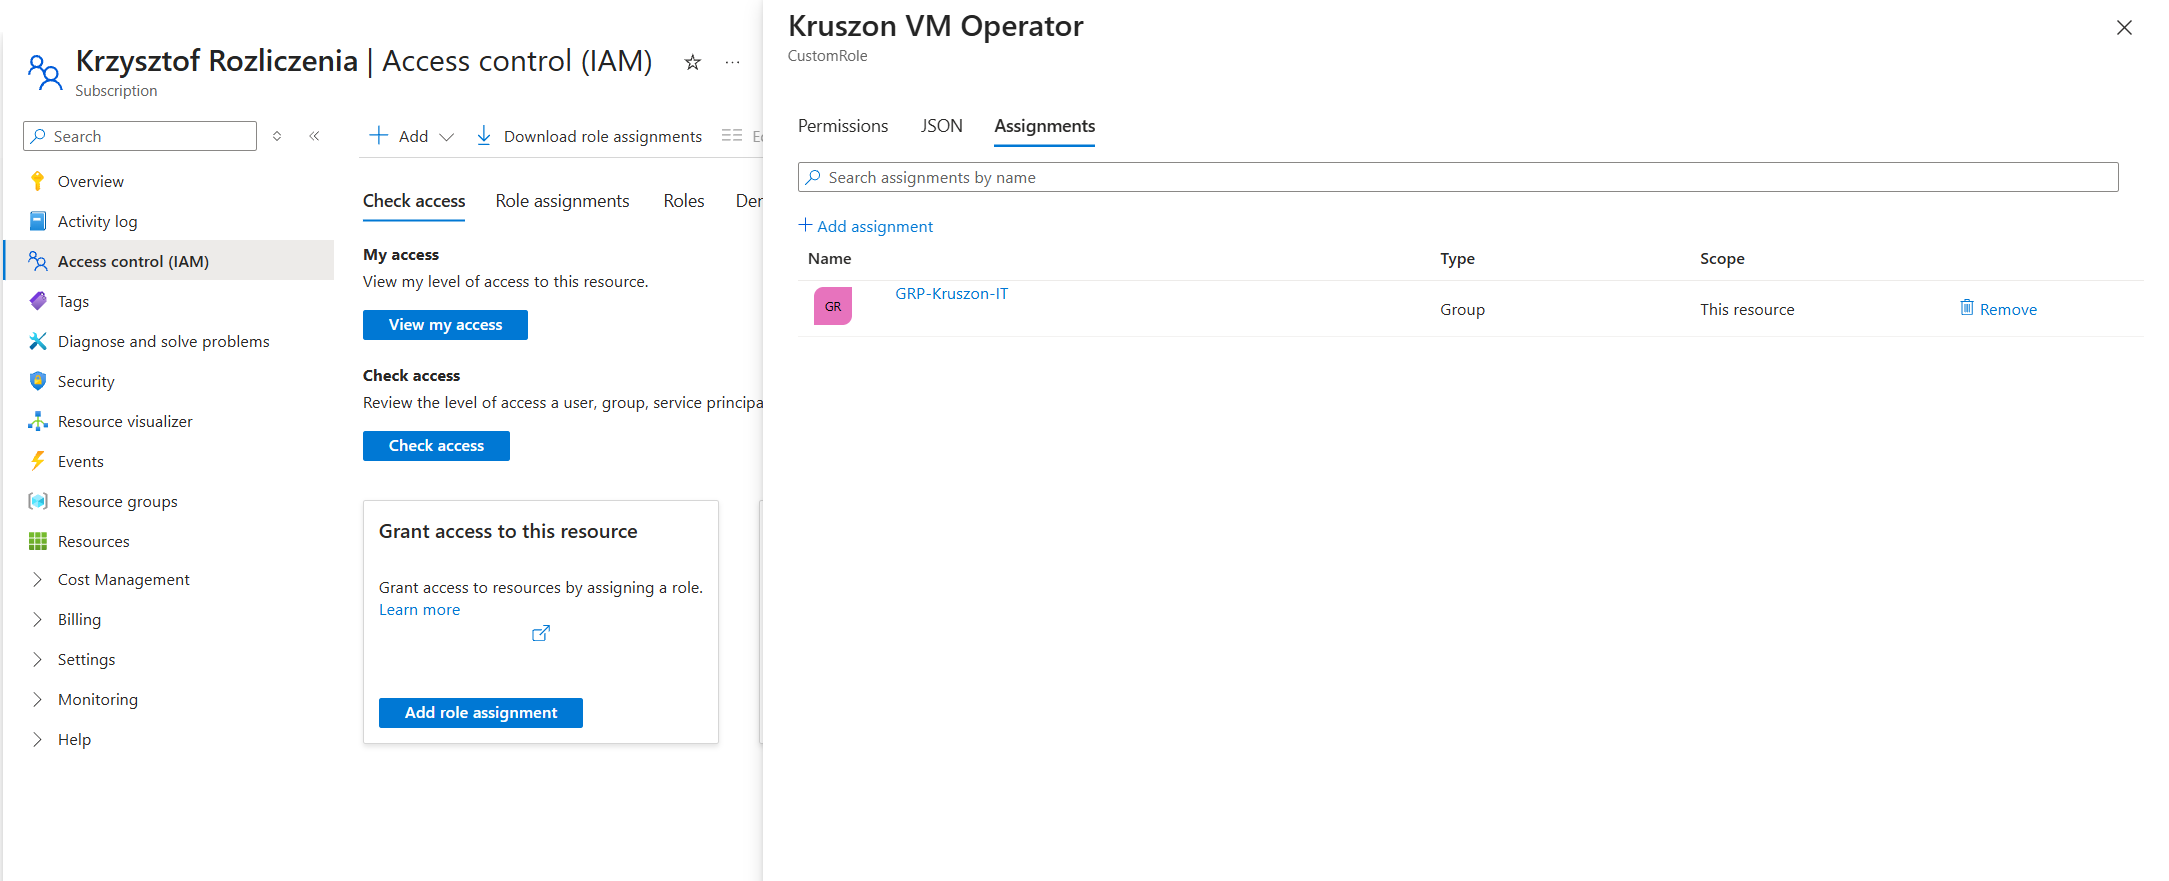 Krzysztof Rozliczenia | Access control (IAM)
Subscription
Search
Overview
Activity log
Access control (IAM)
Tags
Diagnose and solve problems
Security
Resource visualizer
Events
Resource groups
Resources
Cost Management
Billing
Settings
Monitoring
Help
Add
Download role assignments
Check access
Role assignments
Roles
My access
View my level of access to this resource.
View my access
Check access
Review the level of access a user, group, service
Check access
Grant access to this resource
Grant access to resources by assigning a role.
Learn more
Add role assignment
Kruszon VM Operator
CustomRole
Permissions
JSON
Assignments
Search assignments by name
Add assignment
Name Type Scope
GR GRP-Kruszon-IT Group This resource Remove